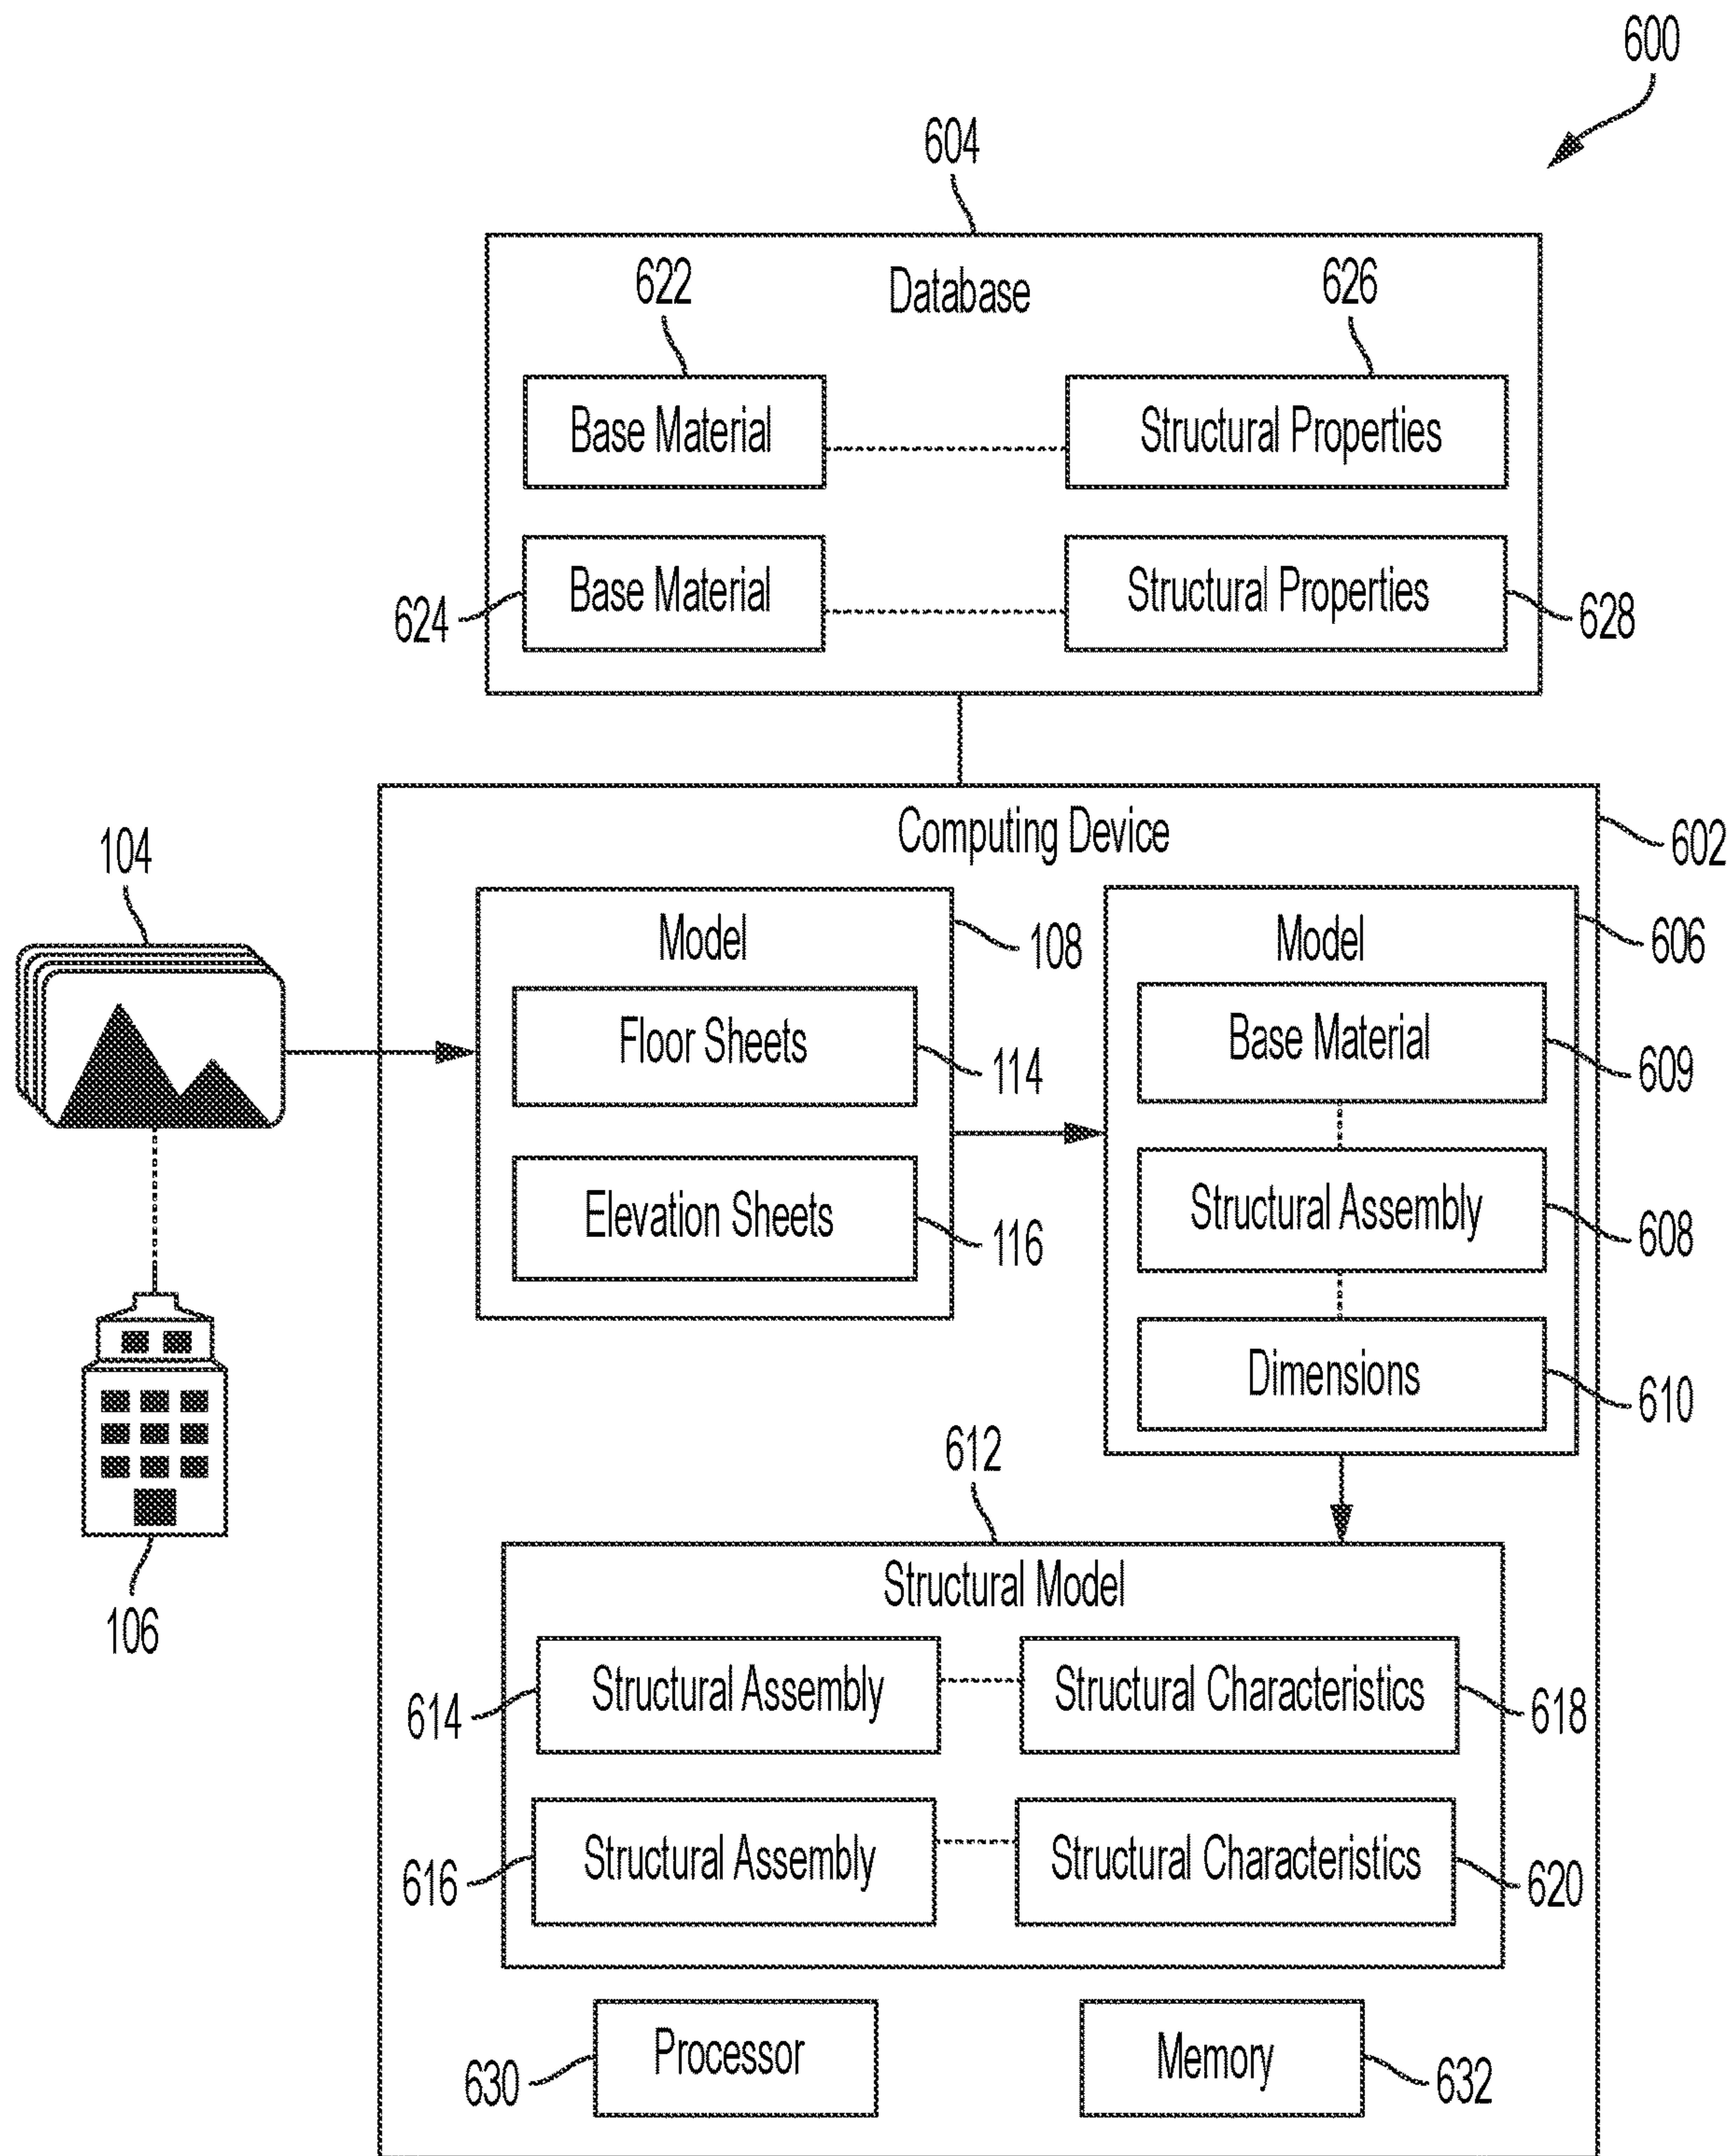 600
604
Database
622
626
Base Material
Structural Properties
Base Material
Structural Properties
624
628
Computing Device
602
104
Model
108
Model
606
Floor Sheets
114
Base Material
609
Elevation Sheets
116
Structural Assembly
608
Dimensions
610
106
612
Structural Model
Structural Assembly
Structural Characteristics
614
618
Structural Assembly
Structural Characteristics
616
620
Processor
Memory
630
632